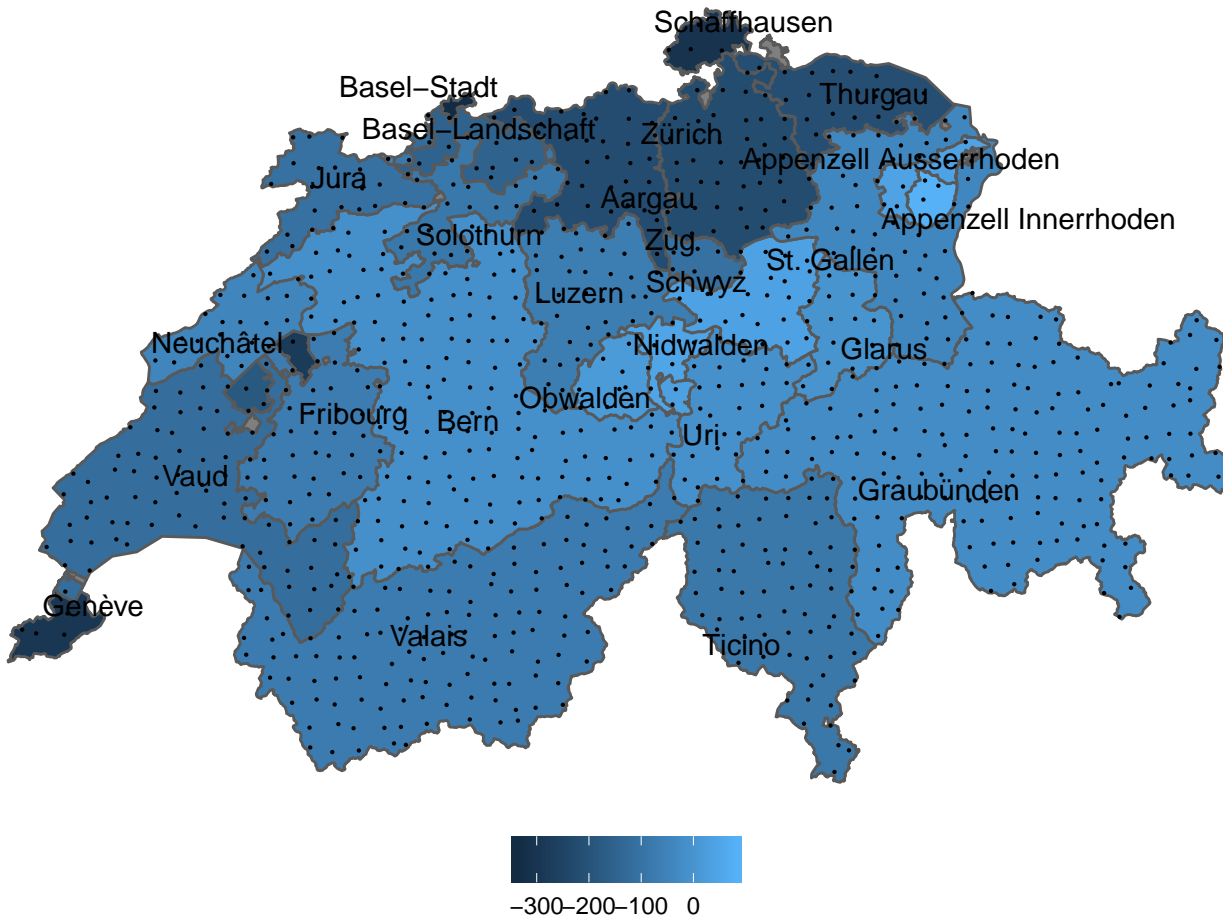 Schaffhausen
Basel−Stadt
Thurgau
Basel−Landschaft
Zürich
Appenzell Ausserrhoden
Jura
Aargau
Appenzell Innerrhoden
Solothurn
Zug
St. Gallen
Schwyz
Luzern
Neuchâtel
Nidwalden
Glarus
Obwalden
Fribourg
Bern
Uri
Vaud
Graubünden
Genève
Valais
Ticino
−300 −200 −100 0